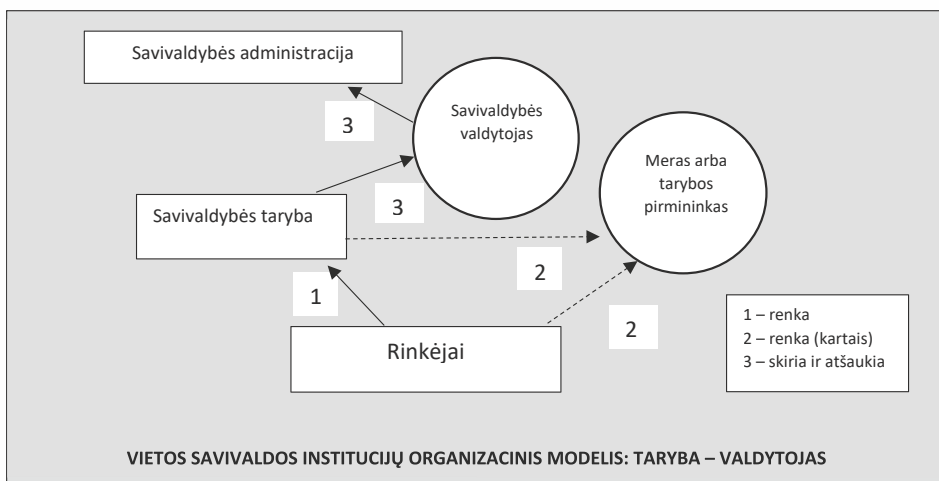 Savivaldybės administracija
Savivaldybės
valdytojas
3
Meras arba
tarybos
pirmininkas
Savivaldybės taryba
3
2
1
Rinkėjai
2
1 – renka
2 – renka (kartais)
3 – skiria ir atšaukia
VIETOS SAVIVALDOS INSTITUCIJŲ ORGANIZACINIS MODELIS: TARYBA – VALDYTOJAS